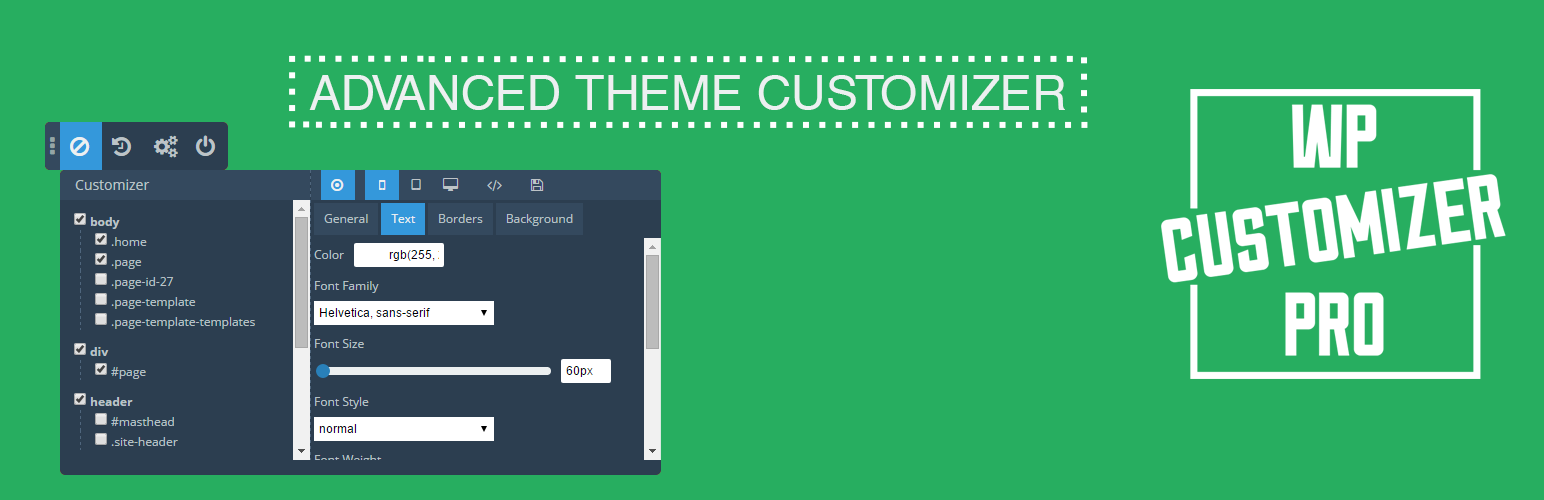 ADVANCED THEME CUSTOMIZER
WP
CUSTOMIZER
PRO
Customizer
body
.home
.page
.page-id-27
.page-template
.page-template-templates
div
#page
header
#masthead
.site-header
General Text Borders Background
Color rgb(255,
Font Family
Helvetica, sans-serif
Font Size
60px
Font Style
normal
Font Weight